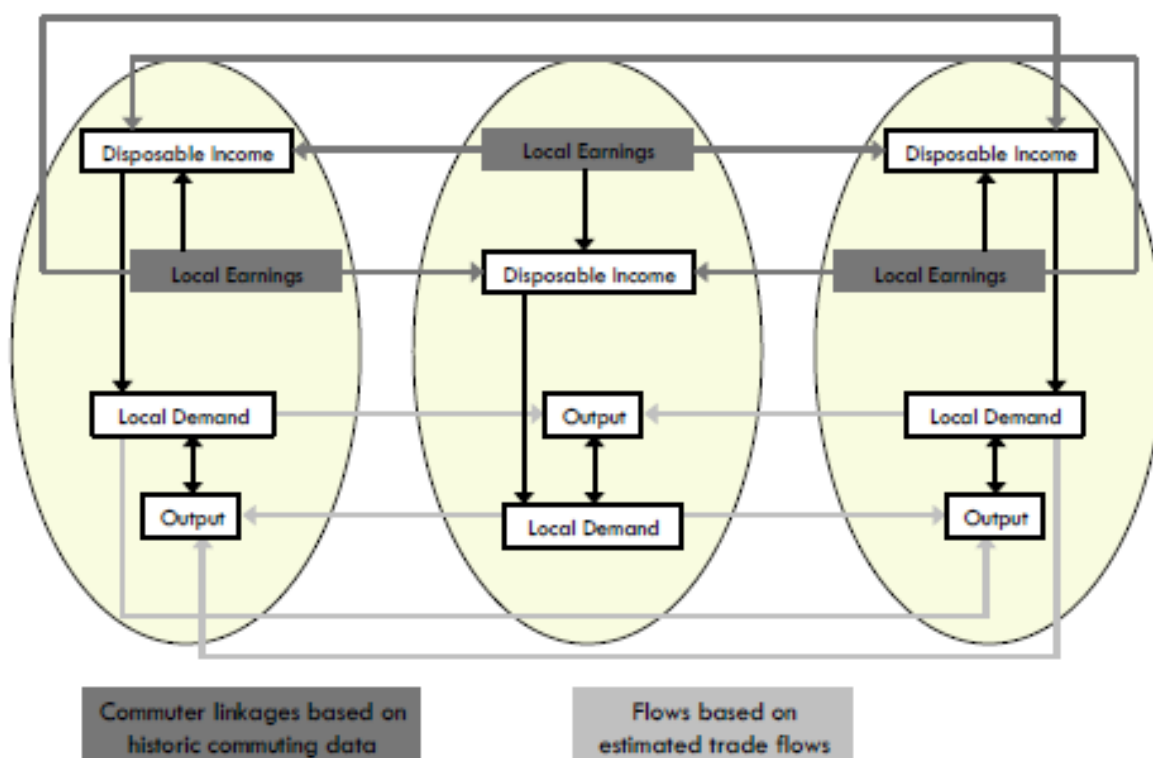 Disposable Income
Local Earnings
Disposable Income
Local Earnings
Disposable Income
Local Earnings
Local Demand
Output
Local Demand
Output
Local Demand
Output
Commuter linkages based on
historic commuting data
Flows based on
estimated trade flows